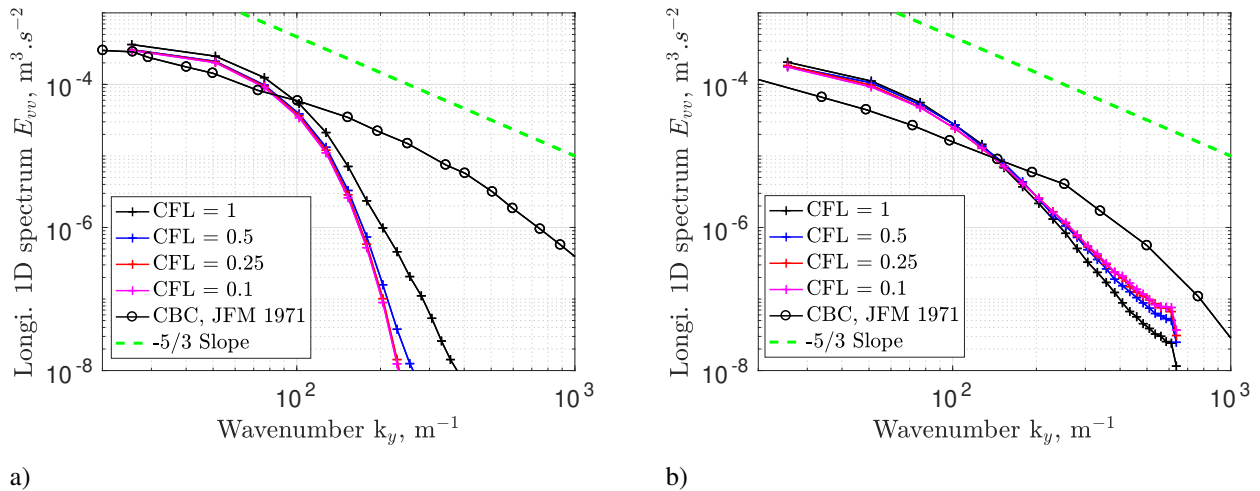 10^-4
10^-6
10^-8
Longi. 1D spectrum E_vv, m^3.s^-2
CFL = 1
CFL = 0.5
CFL = 0.25
CFL = 0.1
CBC, JFM 1971
-5/3 Slope
10^2
10^3
Wavenumber k_y, m^-1
a)
10^-4
10^-6
10^-8
Longi. 1D spectrum E_vv, m^3.s^-2
CFL = 1
CFL = 0.5
CFL = 0.25
CFL = 0.1
CBC, JFM 1971
-5/3 Slope
10^2
10^3
Wavenumber k_y, m^-1
b)